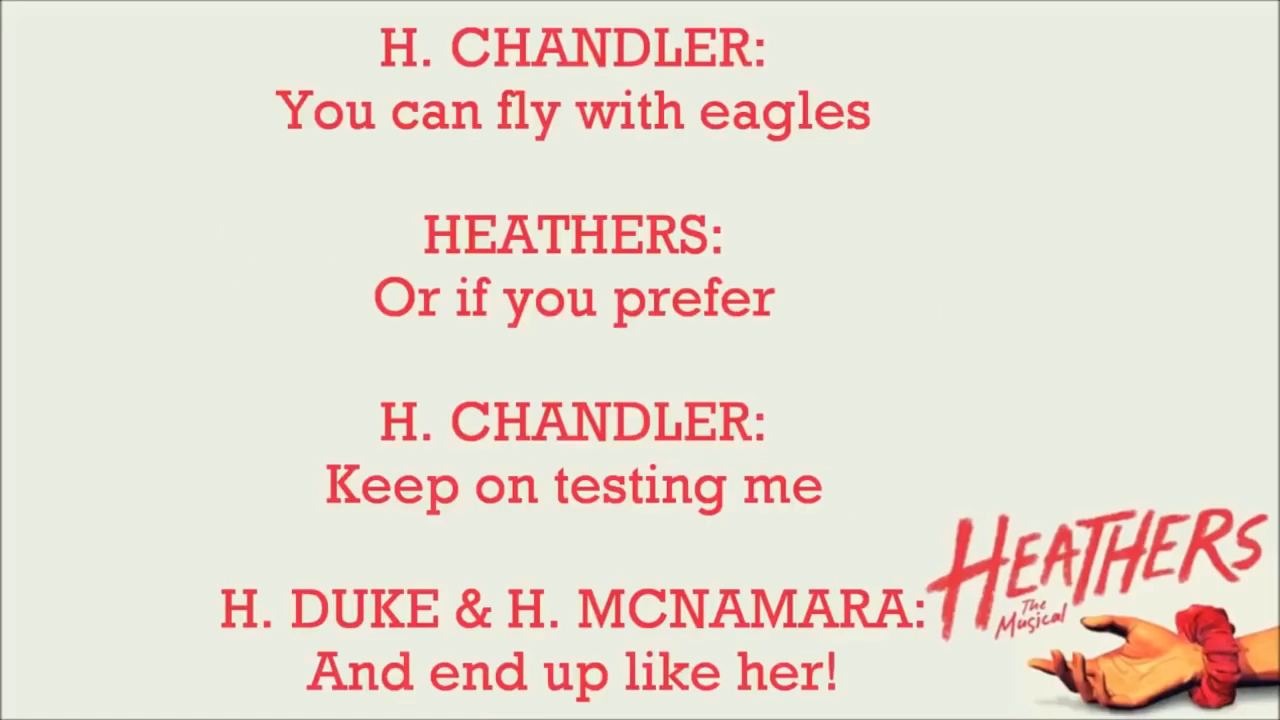 H. CHANDLER:
You can fly with eagles
HEATHERS:
Or if you prefer
H. CHANDLER:
Keep on testing me
H. DUKE & H. MCNAMARA:
And end up like her!
HEATHERS
The
Musical